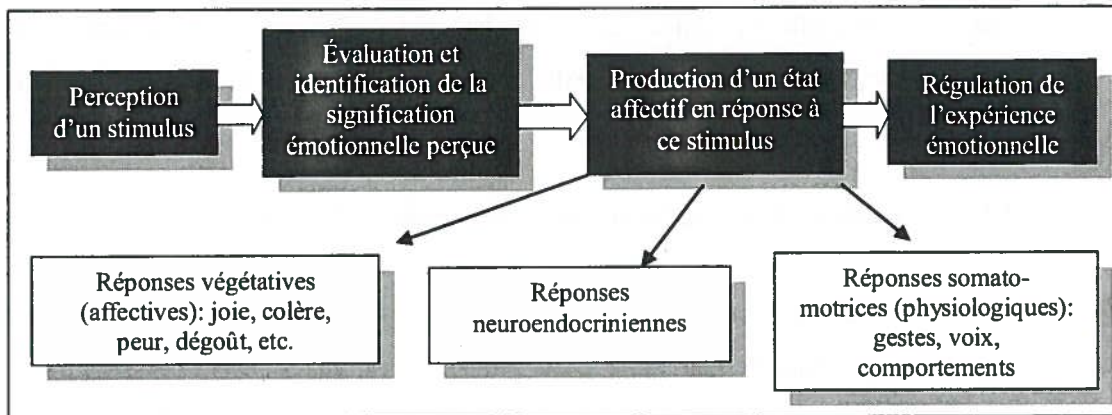 Perception
d'un stimulus
Évaluation et
identification de la
signification
émotionnelle perçue
Production d'un état
affectif en réponse à
ce stimulus
Régulation de
l'expérience
émotionnelle
Réponses végétatives
(affectives): joie, colère,
peur, dégoût, etc.
Réponses
neuroendocriniennes
Réponses somato-
motrices (physiologiques):
gestes, voix,
comportements